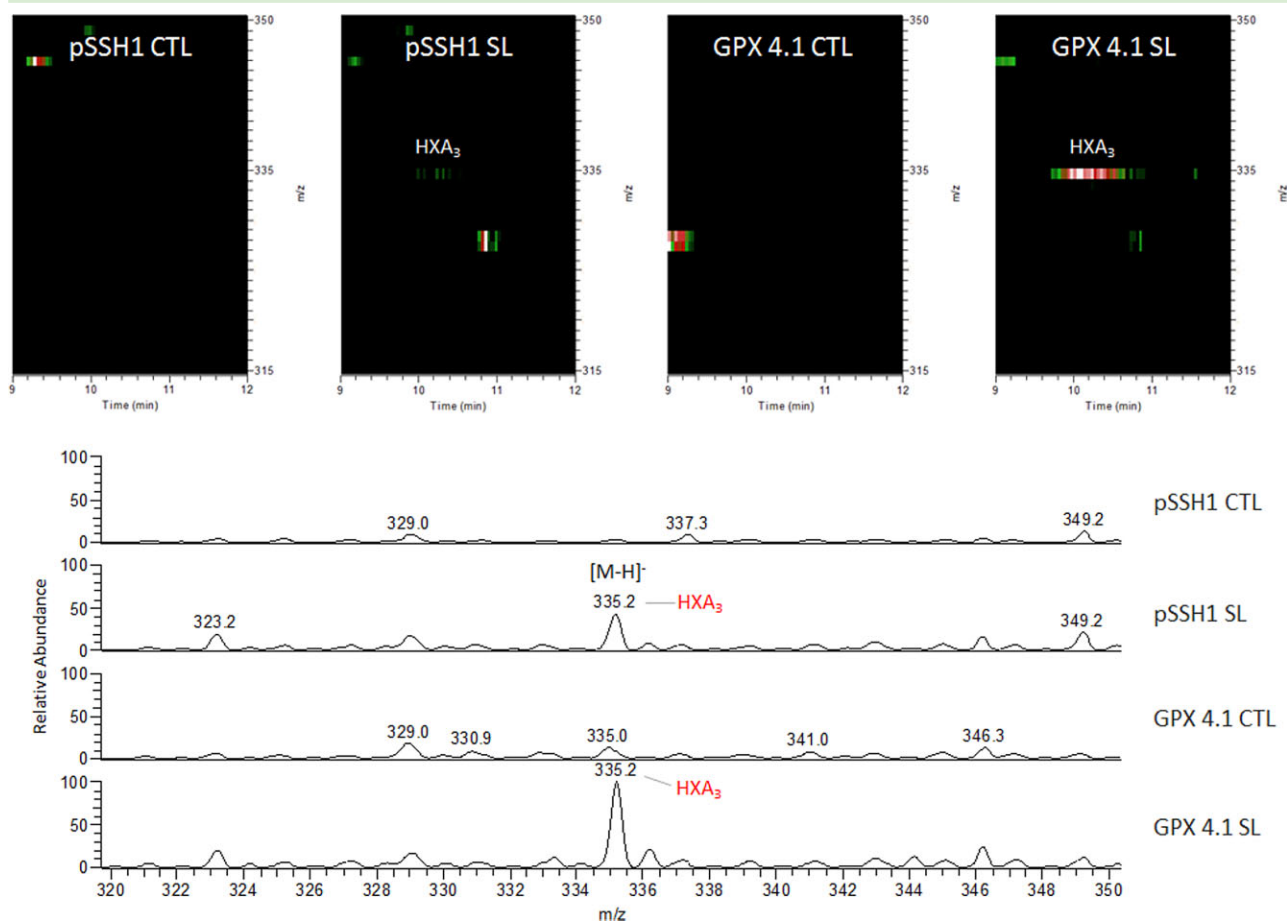 pSSH1 CTL
pSSH1 SL
GPX 4.1 CTL
GPX 4.1 SL
HXA₃
HXA₃
350
335
315
m/z
350
335
315
m/z
350
335
315
m/z
350
335
315
m/z
9 10 11 12
9 10 11 12
9 10 11 12
9 10 11 12
Time (min)
Time (min)
Time (min)
Time (min)
Relative Abundance
100
50
0
329.0
337.3
349.2
pSSH1 CTL
[M-H]⁻
100
50
0
323.2
335.2
HXA₃
349.2
pSSH1 SL
100
50
0
329.0
330.9
335.0
341.0
346.3
GPX 4.1 CTL
100
50
0
335.2
HXA₃
GPX 4.1 SL
320 322 324 326 328 330 332 334 336 338 340 342 344 346 348 350
m/z